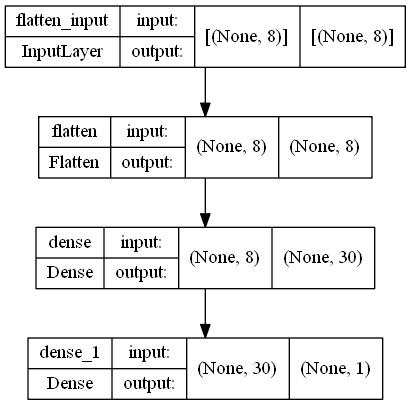 flatten_input input: [(None, 8)] [(None, 8)]
InputLayer output:
flatten input: (None, 8) (None, 8)
Flatten output:
dense input: (None, 8) (None, 30)
Dense output:
dense_1 input: (None, 30) (None, 1)
Dense output: